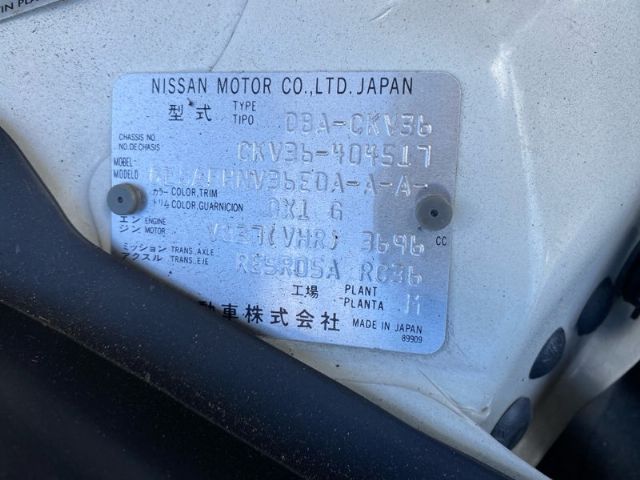 NISSAN MOTOR CO.,LTD. JAPAN
型式 TYPE TIPO DBA-CKV36
CHASSIS NO. NO. DE CHASIS CKV36-404517
MODEL MODELO
カラー COLOR, TRIM トリム COLOR, GUARNICION QX1 G
エンジン ENGINE MOTOR VQ37(VHR) 3696 CC
ミッション TRANS. AXLE アクスル TRANS. EJE RE5R05A RC36
工場 PLANT PLANTA M
動車株式会社 MADE IN JAPAN
89909